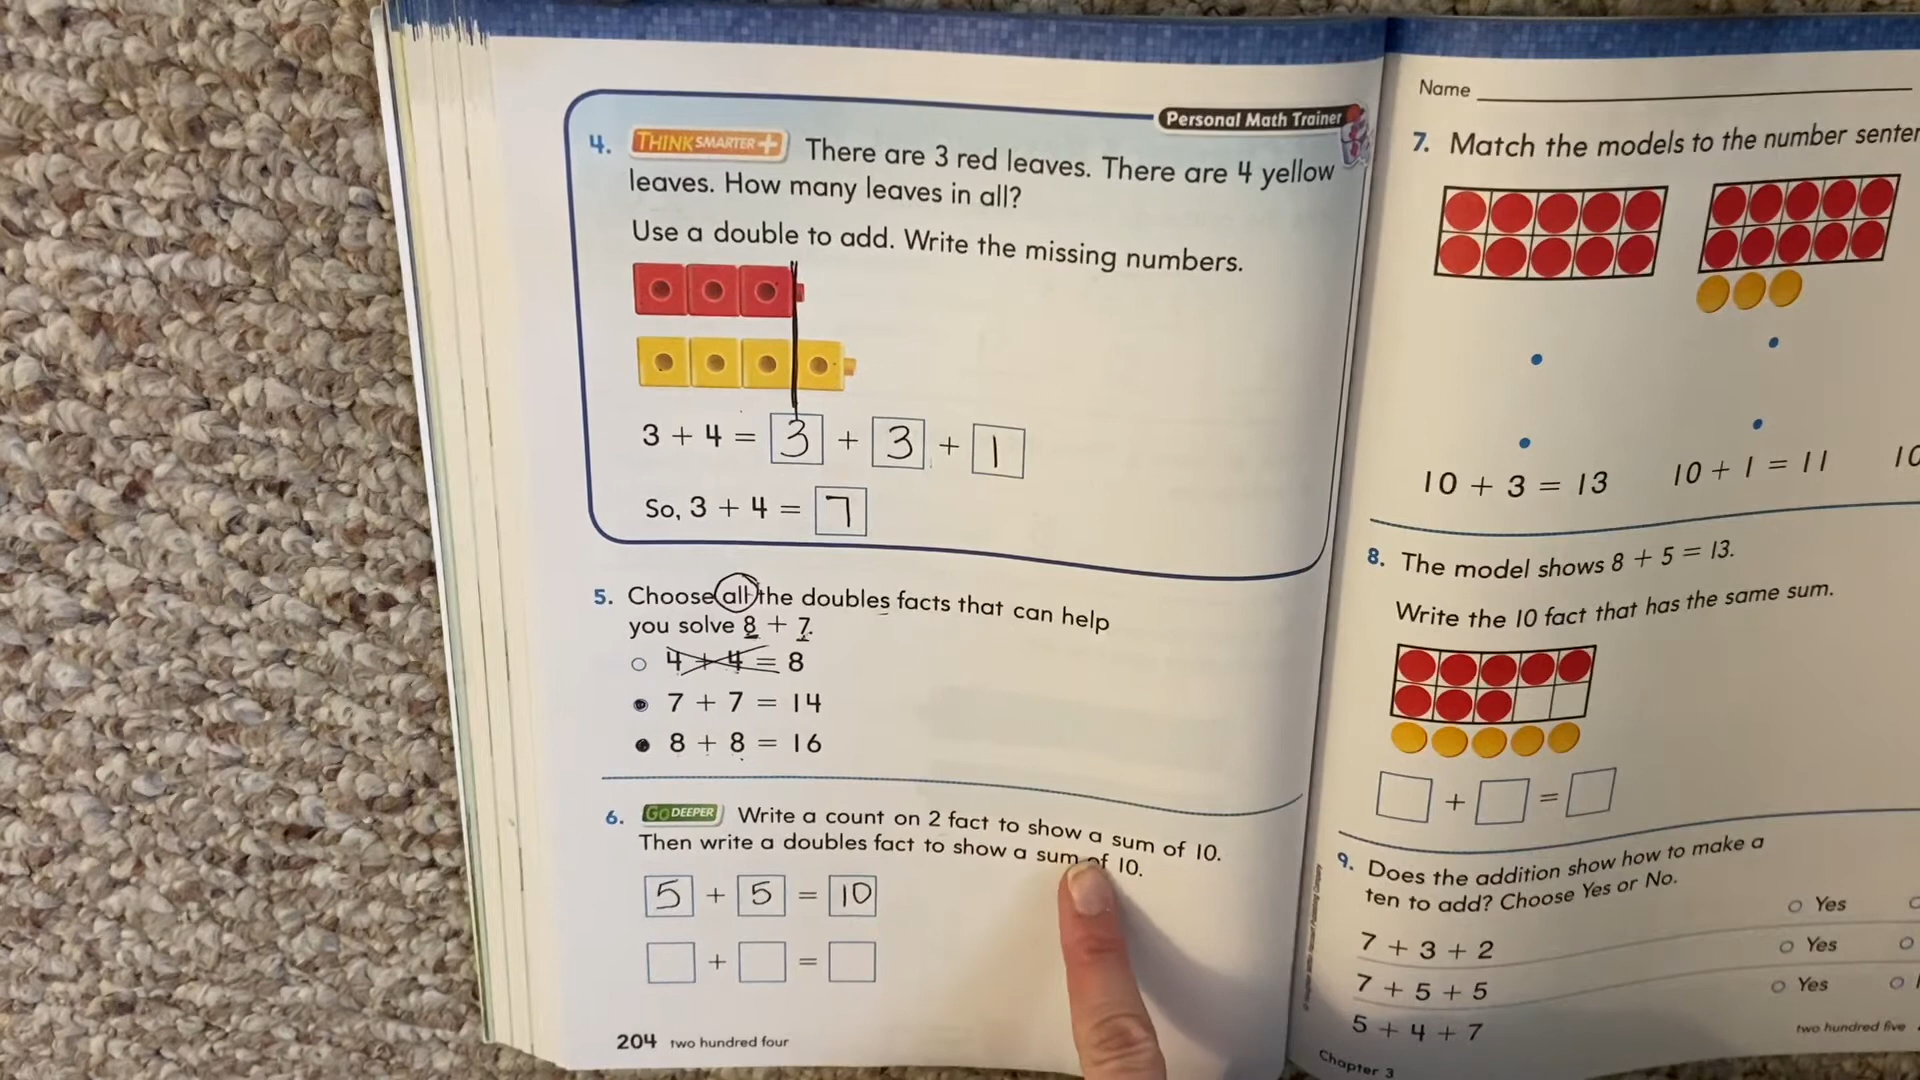 Personal Math Trainer
4. THINK SMARTER + There are 3 red leaves. There are 4 yellow
leaves. How many leaves in all?
Use a double to add. Write the missing numbers.
3 + 4 = 3 + 3 + 1
So, 3 + 4 = 7
5. Choose all the doubles facts that can help
you solve 8 + 7.
4 + 4 = 8
7 + 7 = 14
8 + 8 = 16
6. Go DEEPER Write a count on 2 fact to show a sum of 10.
Then write a doubles fact to show a sum of 10.
5 + 5 = 10
+ =
204 two hundred four
Name
7. Match the models to the number
10 + 3 = 13 10 + 1 = 11 10
8. The model shows 8 + 5 = 13.
Write the 10 fact that has the same sum.
+ =
9. Does the addition show how to make a
ten to add? Choose Yes or No.
Yes
7 + 3 + 2 Yes
7 + 5 + 5 Yes
5 + 4 + 7
Chapter 3
two hundred five